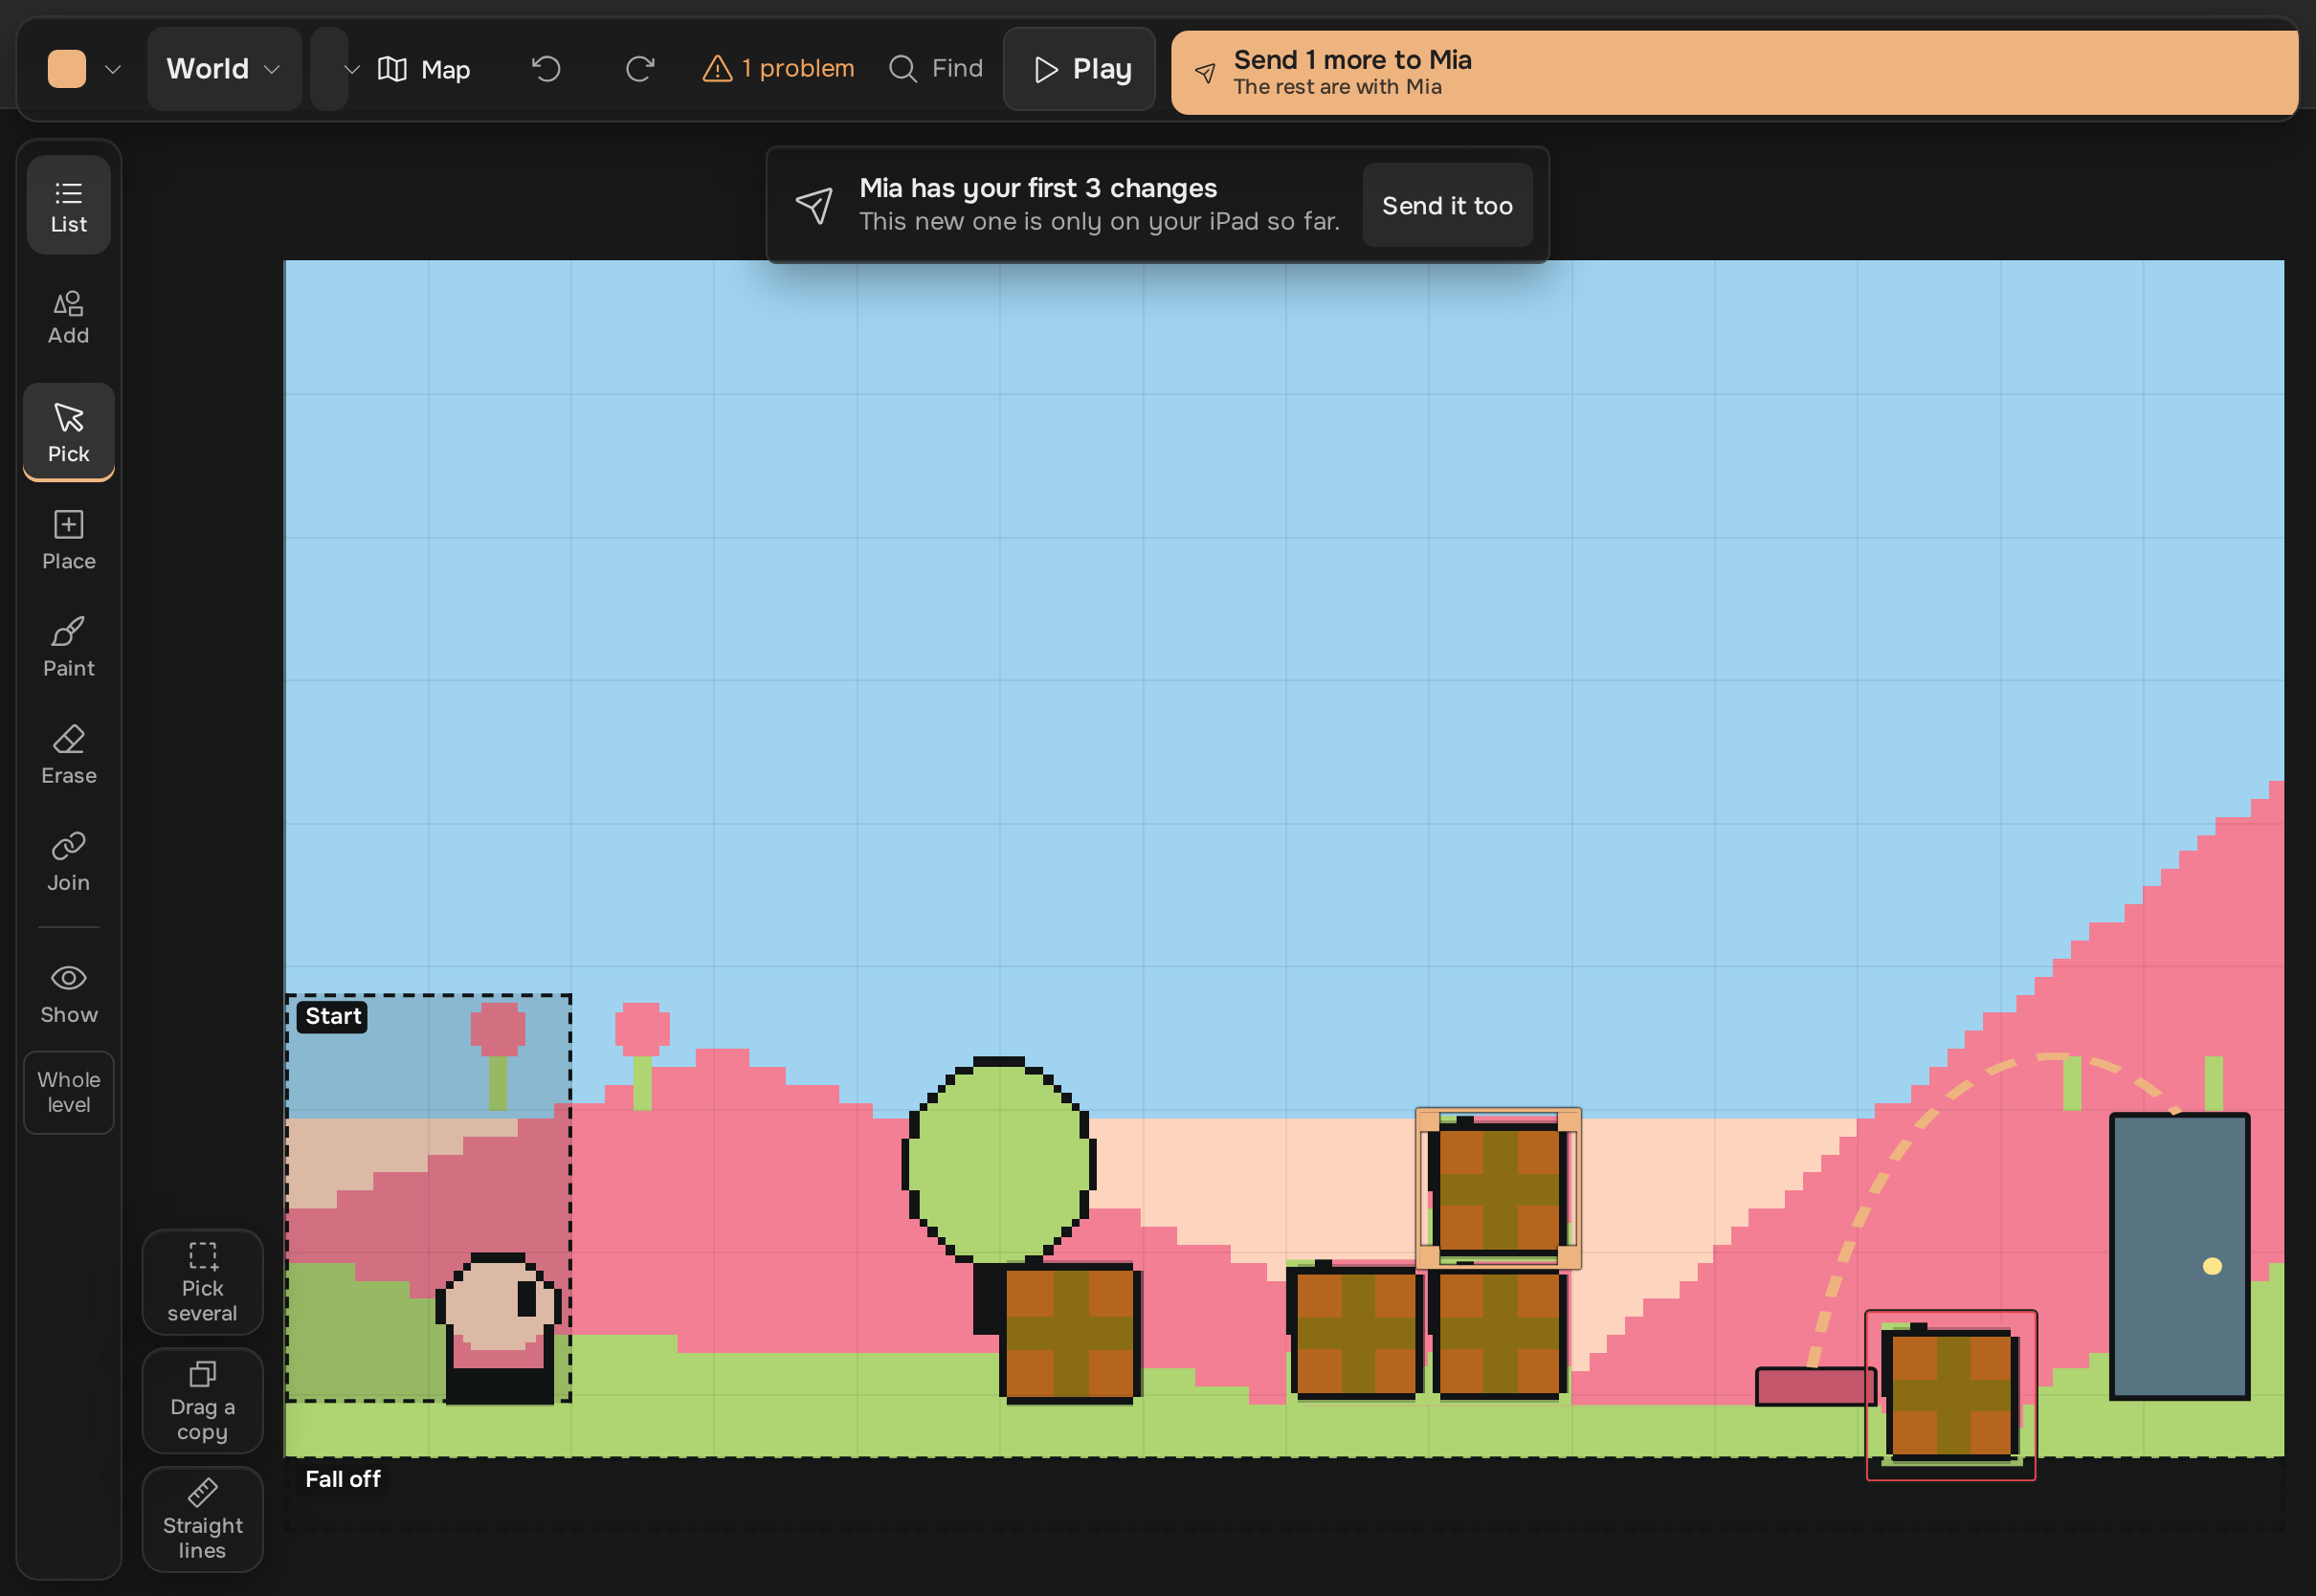 World
Map
1 problem
Find
Play
Send 1 more to Mia
The rest are with Mia
Mia has your first 3 changes
This new one is only on your iPad so far.
Send it too
List
Add
Pick
Place
Paint
Erase
Join
Show
Whole
level
Pick
several
Drag a
copy
Straight
lines
Start
Fall off